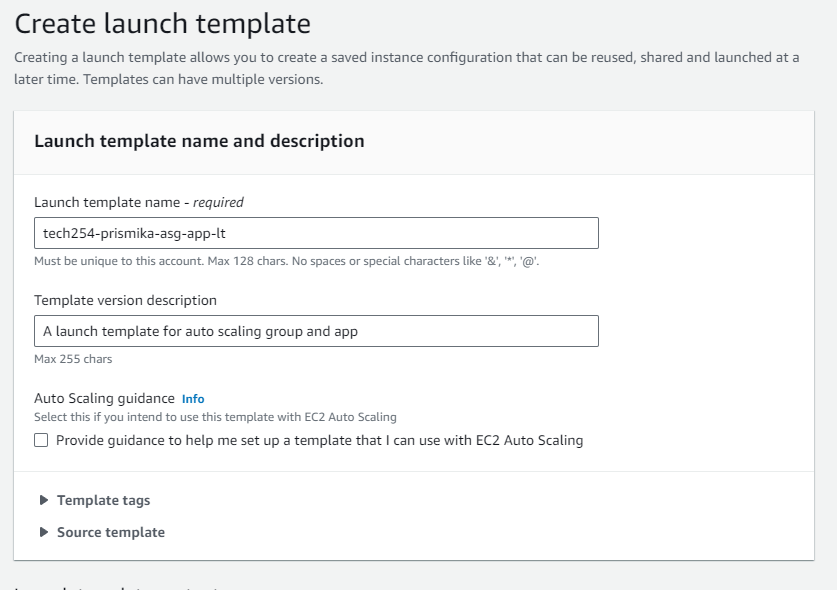 Create launch template
Creating a launch template allows you to create a saved instance configuration that can be reused, shared and launched at a
later time. Templates can have multiple versions.
Launch template name and description
Launch template name - required
tech254-prismika-asg-app-lt
Must be unique to this account. Max 128 chars. No spaces or special characters like '&', '*', '@'.
Template version description
A launch template for auto scaling group and app
Max 255 chars
Auto Scaling guidance Info
Select this if you intend to use this template with EC2 Auto Scaling
Provide guidance to help me set up a template that I can use with EC2 Auto Scaling
Template tags
Source template